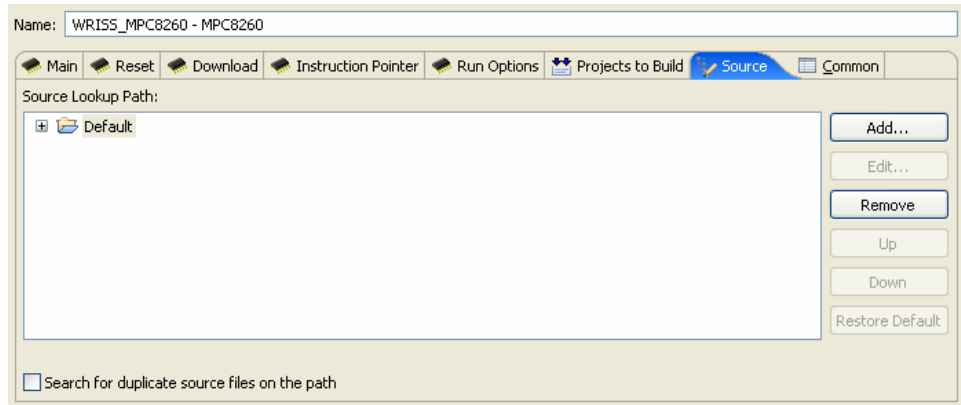 Name: WRISS_MPC8260 - MPC8260
Main Reset Download Instruction Pointer Run Options Projects to Build Source Common
Source Lookup Path:
Default
Add...
Edit...
Remove
Up
Down
Restore Default
Search for duplicate source files on the path